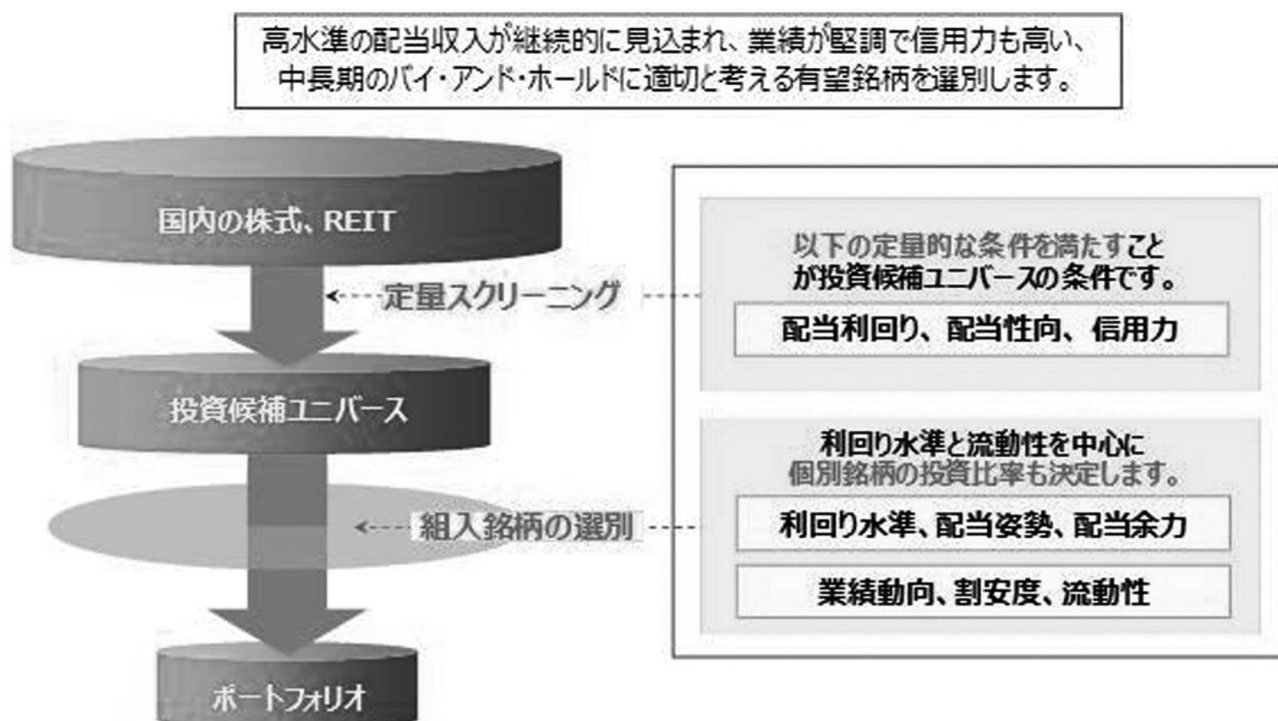 高水準の配当収入が継続的に見込まれ、業績が堅調で信用力も高い、
中長期のバイ・アンド・ホールドに適切と考える有望銘柄を選別します。
国内の株式、REIT
定量スクリーニング
投資候補ユニバース
組入銘柄の選別
ポートフォリオ
以下の定量的な条件を満たすこと
が投資候補ユニバースの条件です。
配当利回り、配当性向、信用力
利回り水準と流動性を中心に
個別銘柄の投資比率も決定します。
利回り水準、配当姿勢、配当余力
業績動向、割安度、流動性